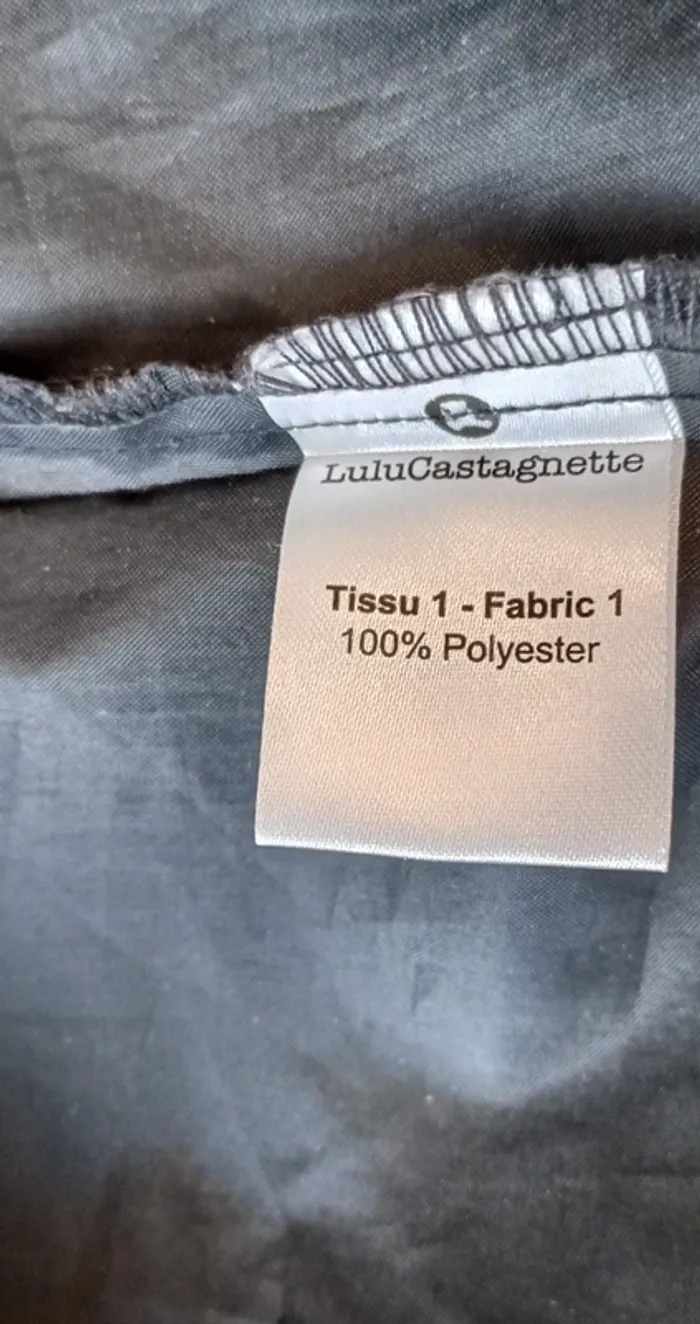 LuluCastagnette
Tissu 1 - Fabric 1
100% Polyester